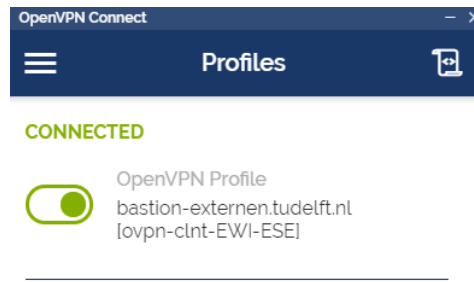 OpenVPN Connect
Profiles
CONNECTED
OpenVPN Profile
bastion-externen.tudelft.nl
[ovpn-clnt-EWI-ESE]